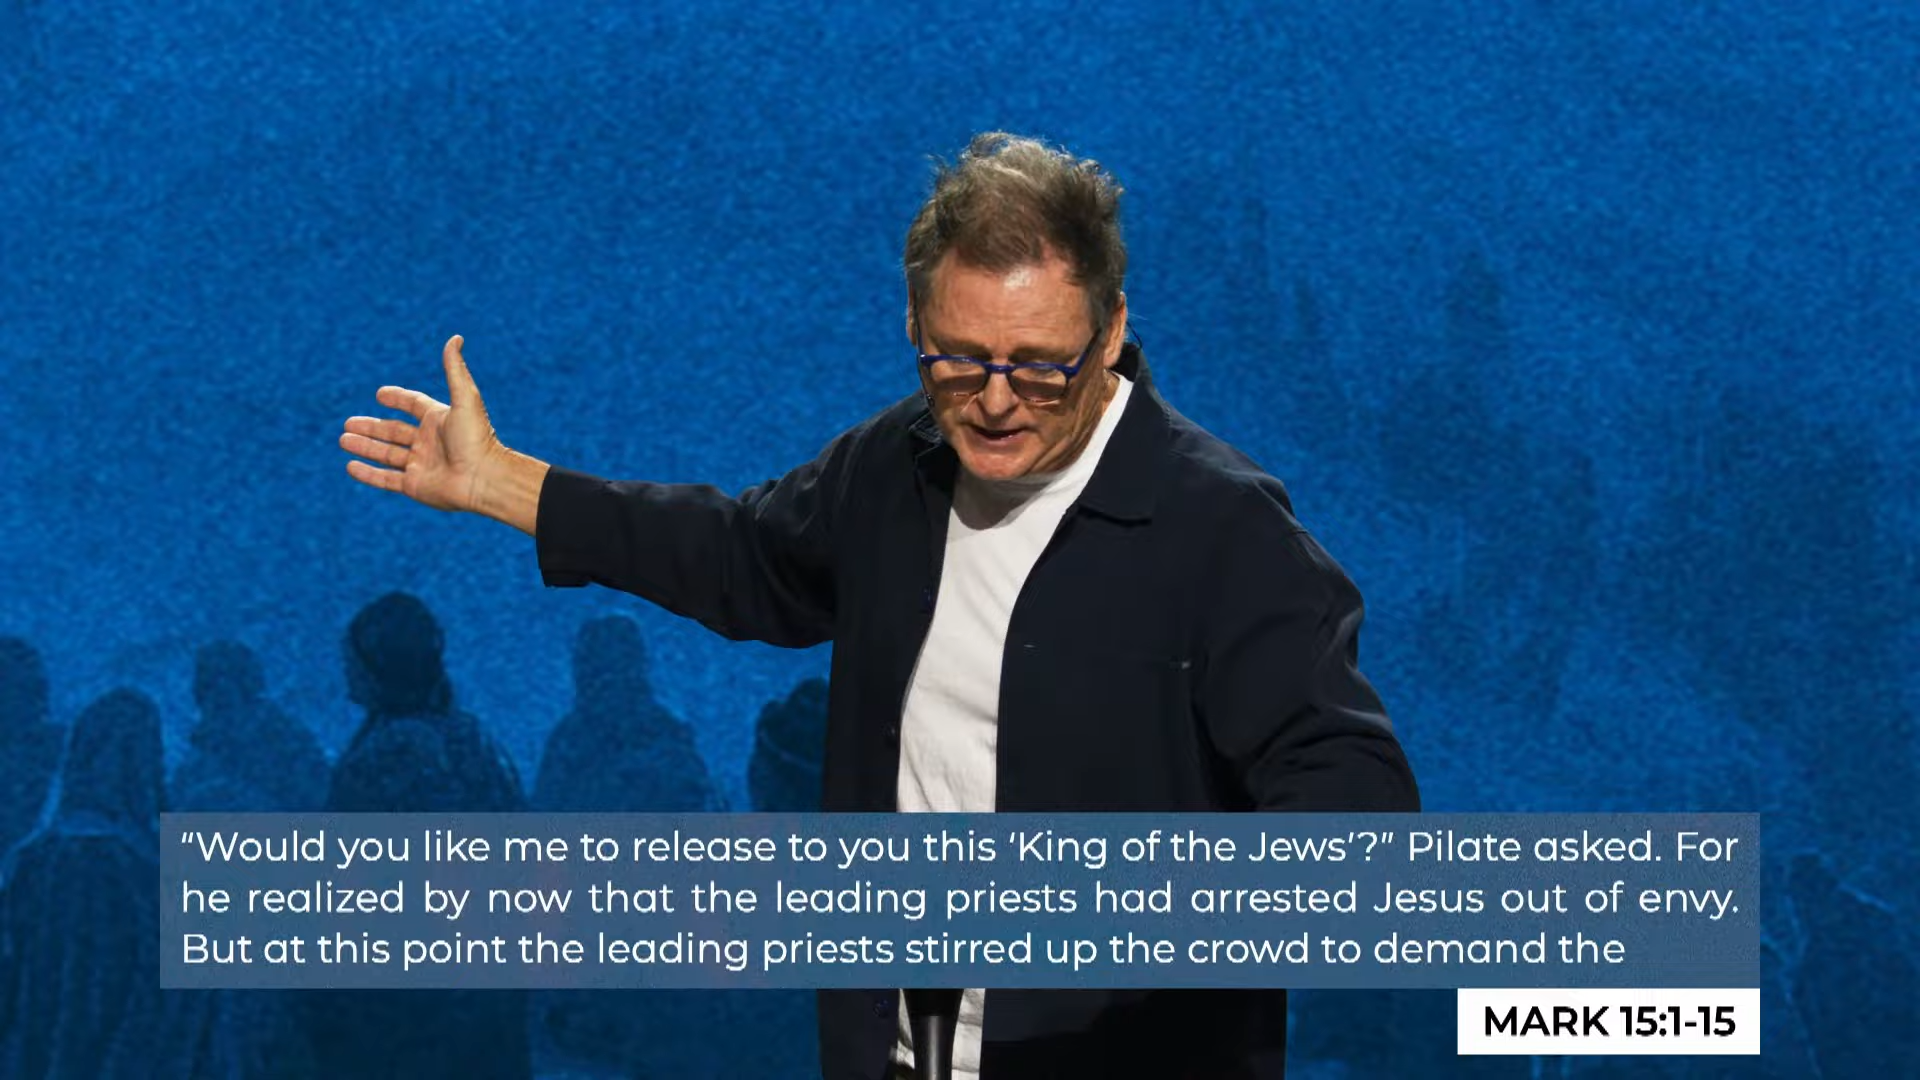 “Would you like me to release to you this ‘King of the Jews’?” Pilate asked. For
he realized by now that the leading priests had arrested Jesus out of envy.
But at this point the leading priests stirred up the crowd to demand the
MARK 15:1-15